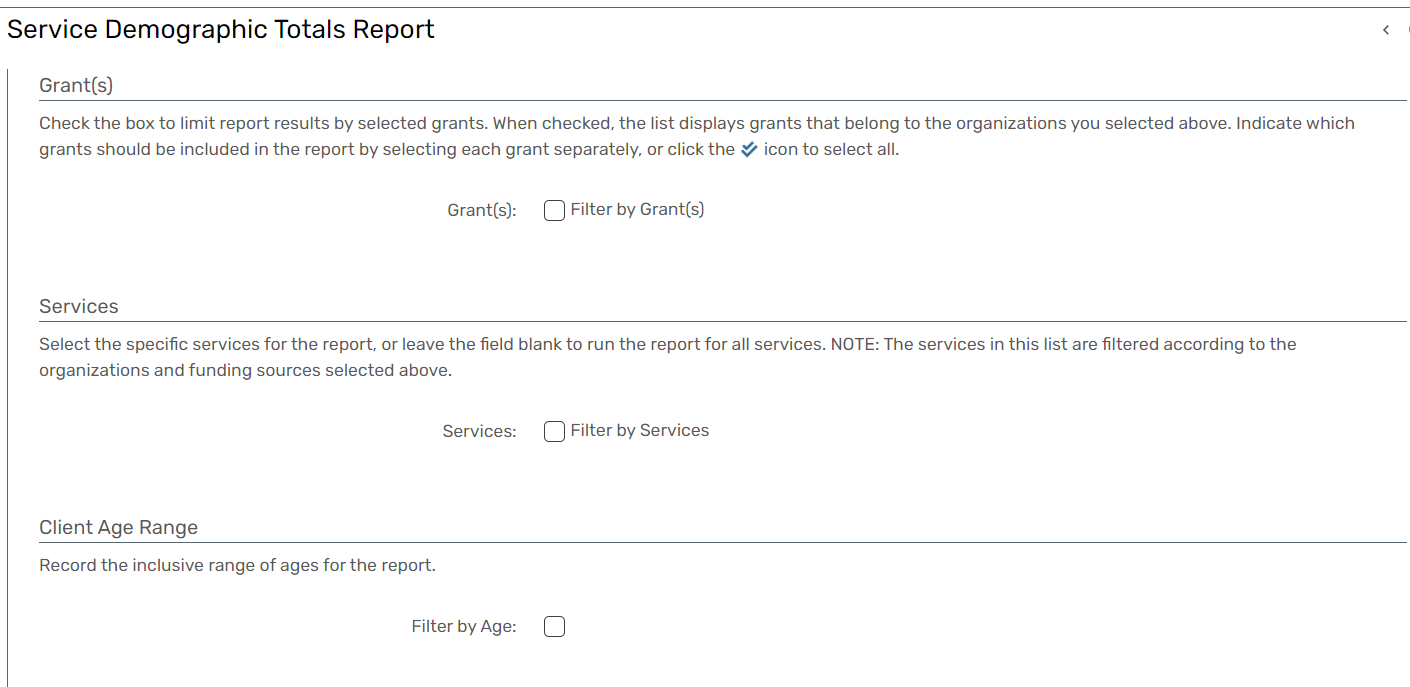 Service Demographic Totals Report
Grant(s)
Check the box to limit report results by selected grants. When checked, the list displays grants that belong to the organizations you selected above. Indicate which
grants should be included in the report by selecting each grant separately, or click the icon to select all.
Grant(s): Filter by Grant(s)
Services
Select the specific services for the report, or leave the field blank to run the report for all services. NOTE: The services in this list are filtered according to the
organizations and funding sources selected above.
Services: Filter by Services
Client Age Range
Record the inclusive range of ages for the report.
Filter by Age: